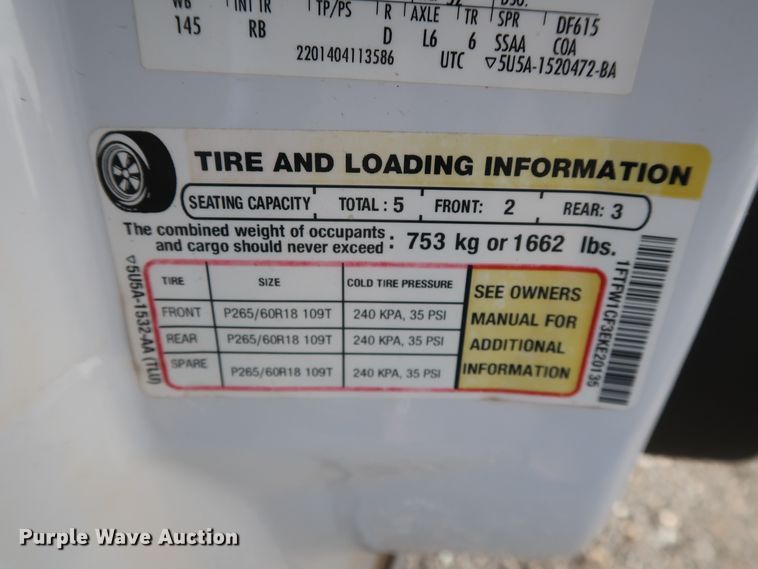 WB INT TR TP/PS R AXLE TR SPR DF615
145 RB D L6 6 SSAA COA
2201404113586 UTC ▽5U5A-1520472-BA
TIRE AND LOADING INFORMATION
SEATING CAPACITY TOTAL : 5 FRONT: 2 REAR: 3
The combined weight of occupants
and cargo should never exceed : 753 kg or 1662 lbs.
TIRE SIZE COLD TIRE PRESSURE
FRONT P265/60R18 109T 240 KPA, 35 PSI
REAR P265/60R18 109T 240 KPA, 35 PSI
SPARE P265/60R18 109T 240 KPA, 35 PSI
SEE OWNERS
MANUAL FOR
ADDITIONAL
INFORMATION
▽5U5A-1532-AA (TLU)
1FTFW1CF3EKE20135
Purple Wave Auction